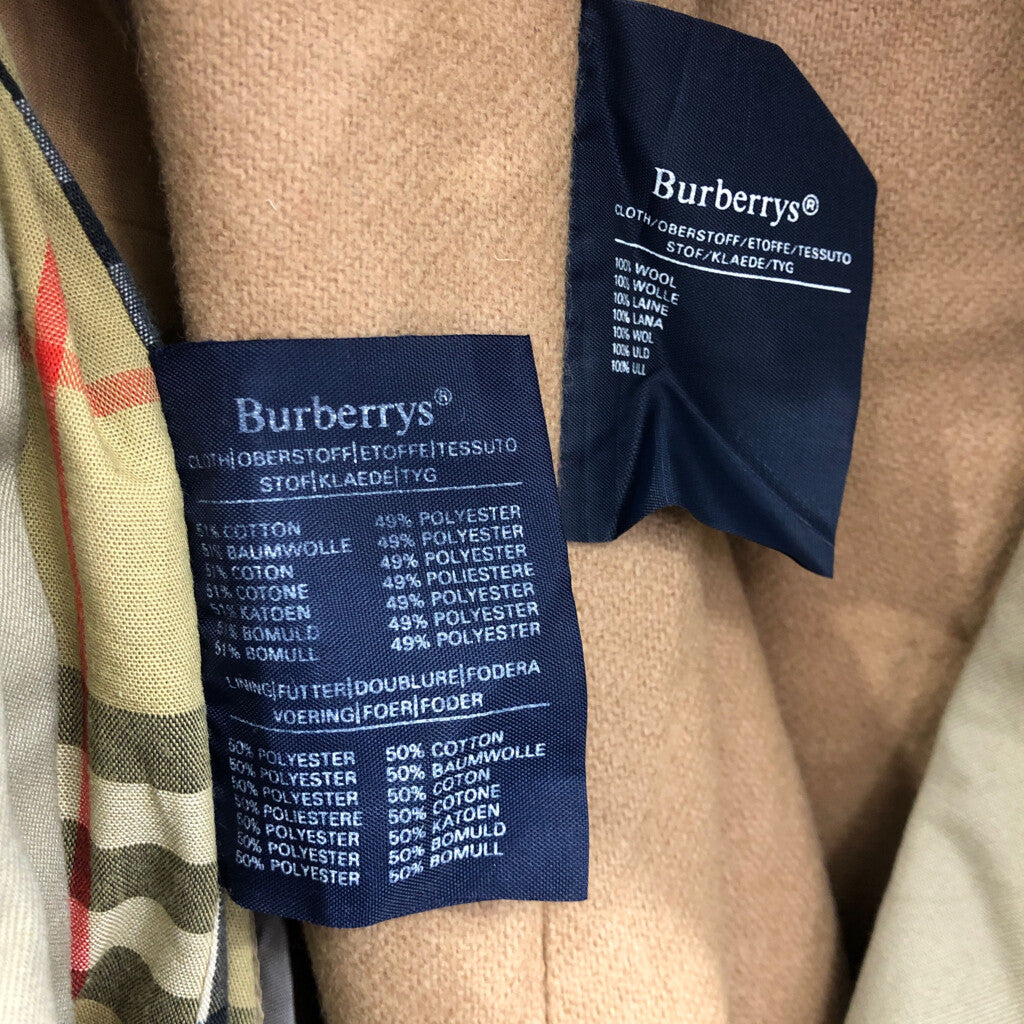 Burberrys®
CLOTH/OBERSTOFF/ETOFFE/TESSUTO
STOF/KLAEDE/TYG
100% WOOL
100% WOLLE
100% LAINE
100% LANA
100% WOL
100% ULD
100% ULL
Burberrys®
CLOTH|OBERSTOFF|ETOFFE|TESSUTO
STOF|KLAEDE|TYG
51% COTTON 49% POLYESTER
51% BAUMWOLLE 49% POLYESTER
51% COTON 49% POLYESTER
51% COTONE 49% POLIESTERE
51% KATOEN 49% POLYESTER
51% BOMULD 49% POLYESTER
51% BOMULL 49% POLYESTER
LINING|FUTTER|DOUBLURE|FODERA
VOERING|FOER|FODER
50% POLYESTER 50% COTTON
50% POLYESTER 50% BAUMWOLLE
50% POLYESTER 50% COTON
50% POLIESTERE 50% COTONE
50% POLYESTER 50% KATOEN
50% POLYESTER 50% BOMULD
50% POLYESTER 50% BOMULL